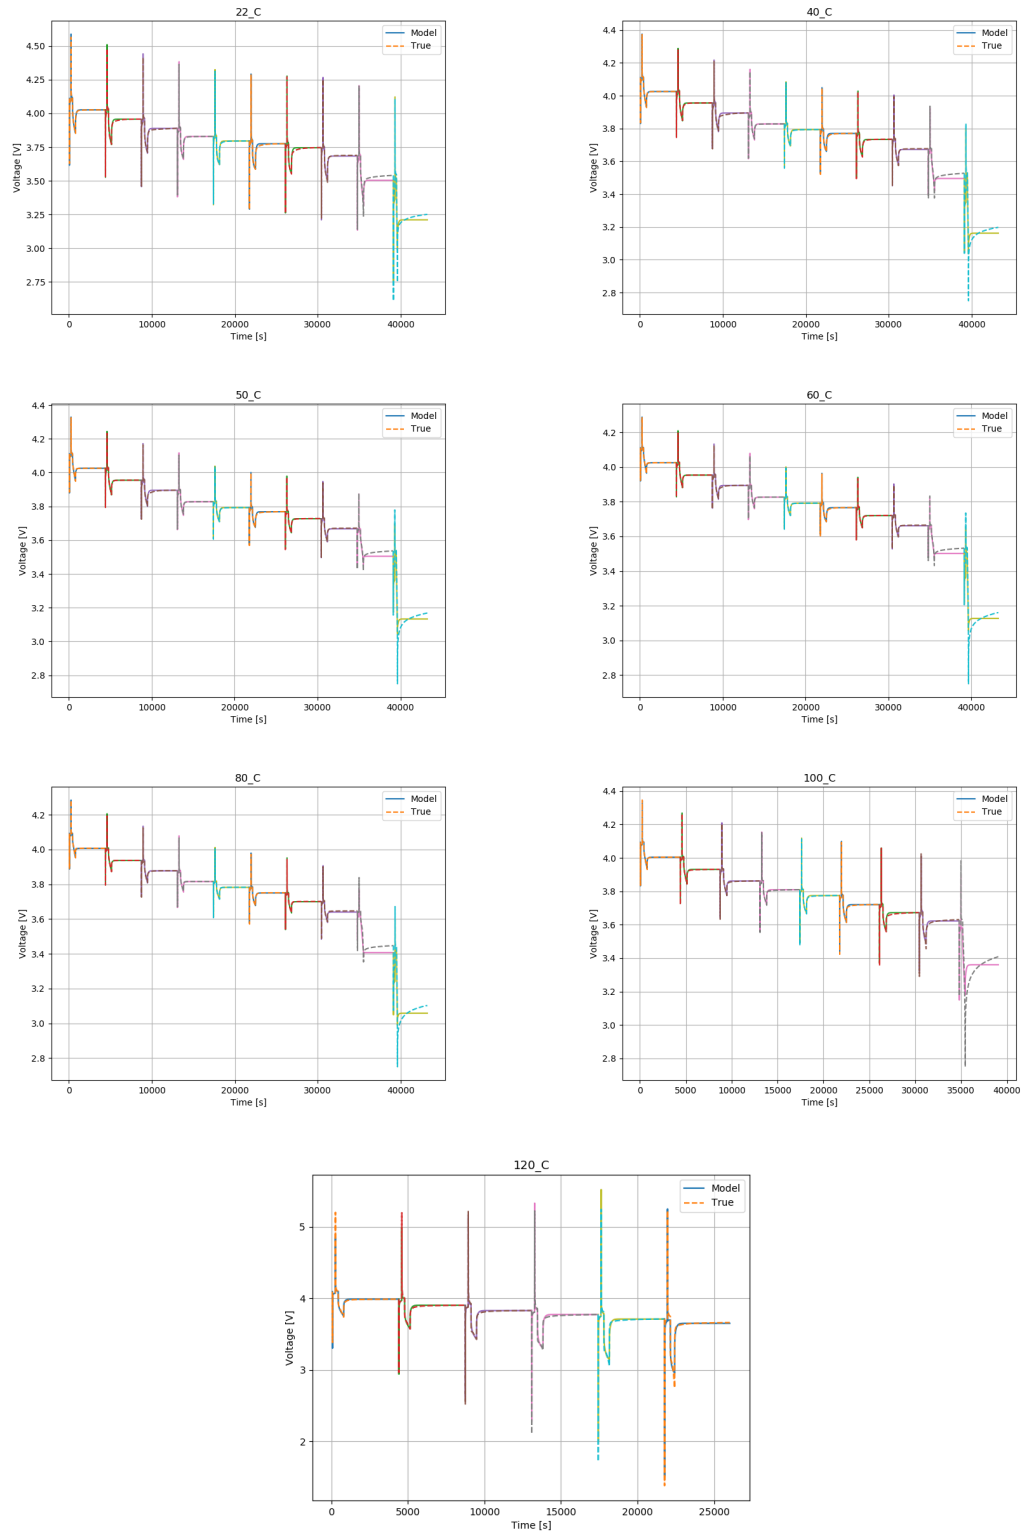 22_C
Voltage [V]
4.50
4.25
4.00
3.75
3.50
3.25
3.00
2.75
Model
True
0 10000 20000 30000 40000
Time [s]
40_C
Voltage [V]
4.4
4.2
4.0
3.8
3.6
3.4
3.2
3.0
2.8
Model
True
0 10000 20000 30000 40000
Time [s]
50_C
Voltage [V]
4.4
4.2
4.0
3.8
3.6
3.4
3.2
3.0
2.8
Model
True
0 10000 20000 30000 40000
Time [s]
60_C
Voltage [V]
4.2
4.0
3.8
3.6
3.4
3.2
3.0
2.8
Model
True
0 10000 20000 30000 40000
Time [s]
80_C
Voltage [V]
4.2
4.0
3.8
3.6
3.4
3.2
3.0
2.8
Model
True
0 10000 20000 30000 40000
Time [s]
100_C
Voltage [V]
4.4
4.2
4.0
3.8
3.6
3.4
3.2
3.0
2.8
Model
True
0 5000 10000 15000 20000 25000 30000 35000 40000
Time [s]
120_C
Voltage [V]
5
4
3
2
Model
True
0 5000 10000 15000 20000 25000
Time [s]